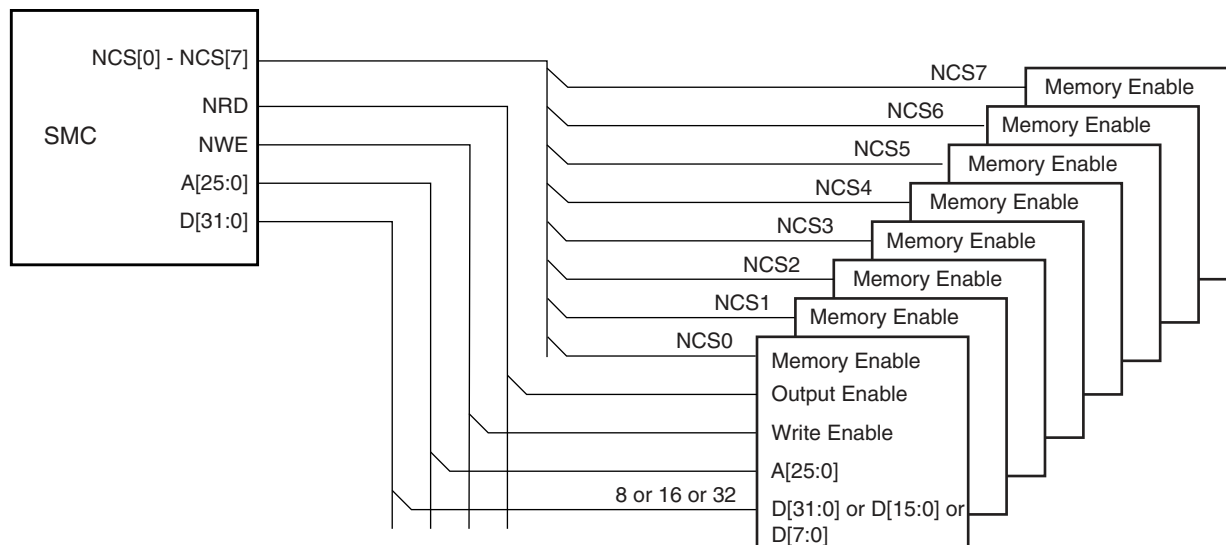 NCS[0] - NCS[7]
NRD
SMC
NWE
A[25:0]
D[31:0]
NCS7
Memory Enable
NCS6
Memory Enable
NCS5
Memory Enable
NCS4
Memory Enable
NCS3
Memory Enable
NCS2
Memory Enable
NCS1
Memory Enable
NCS0
Memory Enable
Output Enable
Write Enable
A[25:0]
8 or 16 or 32
D[31:0] or D[15:0] or
D[7:0]